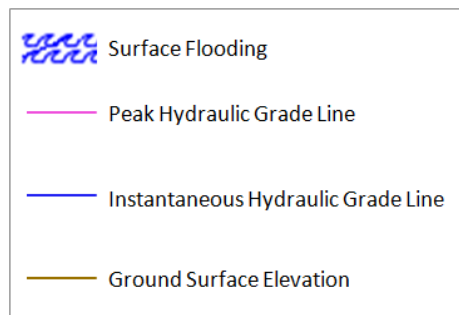 Surface Flooding
Peak Hydraulic Grade Line
Instantaneous Hydraulic Grade Line
Ground Surface Elevation